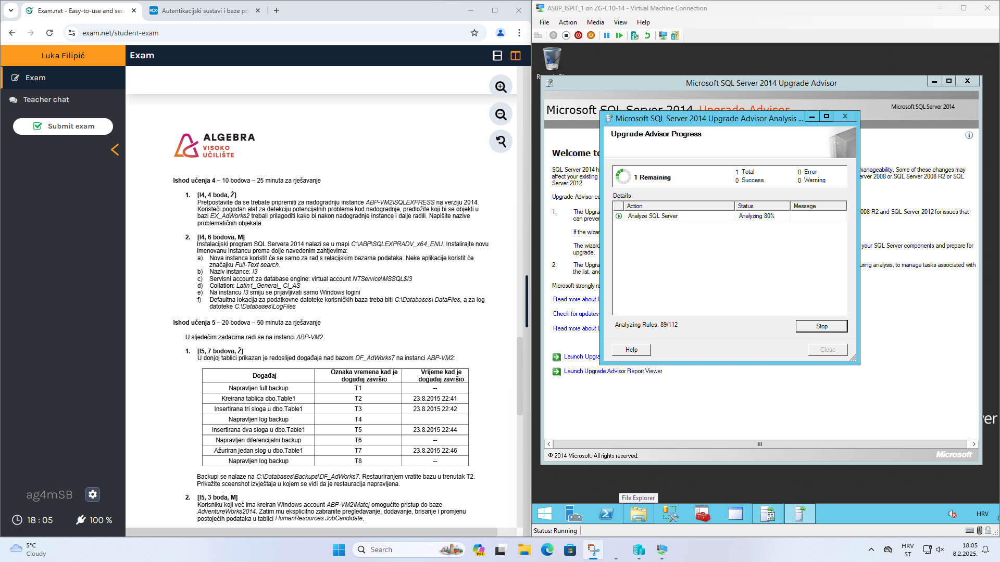 Exam.net - Easy-to-use and sec
Autentikacijski sustavi i baze po
exam.net/student-exam
Luka Filipić
Exam
Exam
Teacher chat
Submit exam
ag4mSB
18 : 05
100 %
ALGEBRA
VISOKO
UČILIŠTE
Ishod učenja 4 – 10 bodova – 25 minuta za rješavanje
1. [I4, 4 boda, Ž]
Pretpostavite da se trebate pripremiti za nadogradnju instance ABP-VM2\SQLEXPRESS na verziju 2014.
Koristeći pogodan alat za detekciju potencijalnih problema kod nadogradnje, predložite koji bi se objekti u
bazi EX_AdWorks2 trebali prilagoditi kako bi nakon nadogradnje instance i dalje radili. Napišite nazive
problematičnih objekata.
2. [I4, 6 bodova, M]
Instalacijski program SQL Servera 2014 nalazi se u mapi C:\ABP\SQLEXPRADV_x64_ENU. Instalirajte novu
imenovanu instancu prema dolje navedenim zahtjevima:
a) Nova instanca koristit će se samo za rad s relacijskim bazama podataka. Neke aplikacije koristit će
značajku Full-Text search.
b) Naziv instance: I3
c) Servisni account za database engine: virtual account NTService\MSSQL$I3
d) Collation: Latin1_General_ CI_AS
e) Na instancu I3 smiju se prijavljivati samo Windows logini
f) Defaultna lokacija za podatkovne datoteke korisničkih baza treba biti C:\Databases\ DataFiles, a za log
datoteke C:\Databases\LogFiles
Ishod učenja 5 – 20 bodova – 50 minuta za rješavanje
U sljedećim zadacima radi se na instanci ABP-VM2.
1. [I5, 7 bodova, Ž]
U donjoj tablici prikazan je redoslijed događaja nad bazom DF_AdWorks7 na instanci ABP-VM2:
Događaj Oznaka vremena kad je događaj završio Vrijeme kad je događaj završio
Napravljen full backup T1 --
Kreirana tablica dbo.Table1 T2 23.8.2015 22:41
Insertirana tri sloga u dbo.Table1 T3 23.8.2015 22:42
Napravljen log backup T4
Insertirana dva sloga u dbo.Table1 T5 23.8.2015 22:44
Napravljen diferencijalni backup T6 --
Ažuriran jedan slog u dbo.Table1 T7 23.8.2015 22:46
Napravljen log backup T8 --
Backupi se nalaze na C:\Databases\Backups\DF_AdWorks7. Restauriranjem vratite bazu u trenutak T2.
Prikažite sceenshot izvještaja u kojem se vidi da je restauracija napravljena.
2. [I5, 3 boda, M]
Korisniku koji već ima kreiran Windows account ABP-VM2\Matej omogućite pristup do baze
AdventureWorks2014. Zatim mu eksplicitno zabranite pregledavanje, dodavanje, brisanje i promjenu
postojećih podataka u tablici HumanResources.JobCandidate.
ASBP_ISPIT_1 on ZG-C10-14 - Virtual Machine Connection
File Action Media View Help
Microsoft SQL Server 2014 Upgrade Advisor
Microsoft SQL Server 2014 Upgrade Advisor
Microsoft SQL Server 2014
Welcome to
SQL Server 2014 h
affect your existing
Server 2012.
manageability. Some of these changes may
erver 2008 or SQL Server 2008 R2 or SQL
Upgrade Advisor co
1. The Upgra
can preven
008 R2 and SQL Server 2012 for issues that
If the wizar
The wizard
upgrade.
your SQL Server components and prepare for
2. The Upgra
the list, and
uring analysis, to manage tasks associated with
Microsoft strongly re
Read more about U
Check for updates
Read more about U
Launch Upgra
Launch Upgrade Advisor Report Viewer
© 2014 Microsoft. All rights reserved.
Microsoft
Microsoft SQL Server 2014 Upgrade Advisor Analysis ...
Upgrade Advisor Progress
1 Remaining
1 Total
0 Success
0 Error
0 Warning
Details:
Action Status Message
Analyze SQL Server Analyzing 80%
Analyzing Rules: 89/112
Stop
Help
Close
ver
File Explorer
HRV
Status: Running
5°C
Cloudy
Search
PRE
HRV
ST
18:05
8.2.2025.